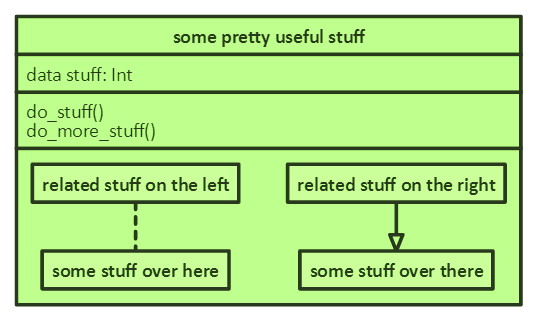 some pretty useful stuff
data stuff: Int
do_stuff()
do_more_stuff()
related stuff on the left
related stuff on the right
some stuff over here
some stuff over there